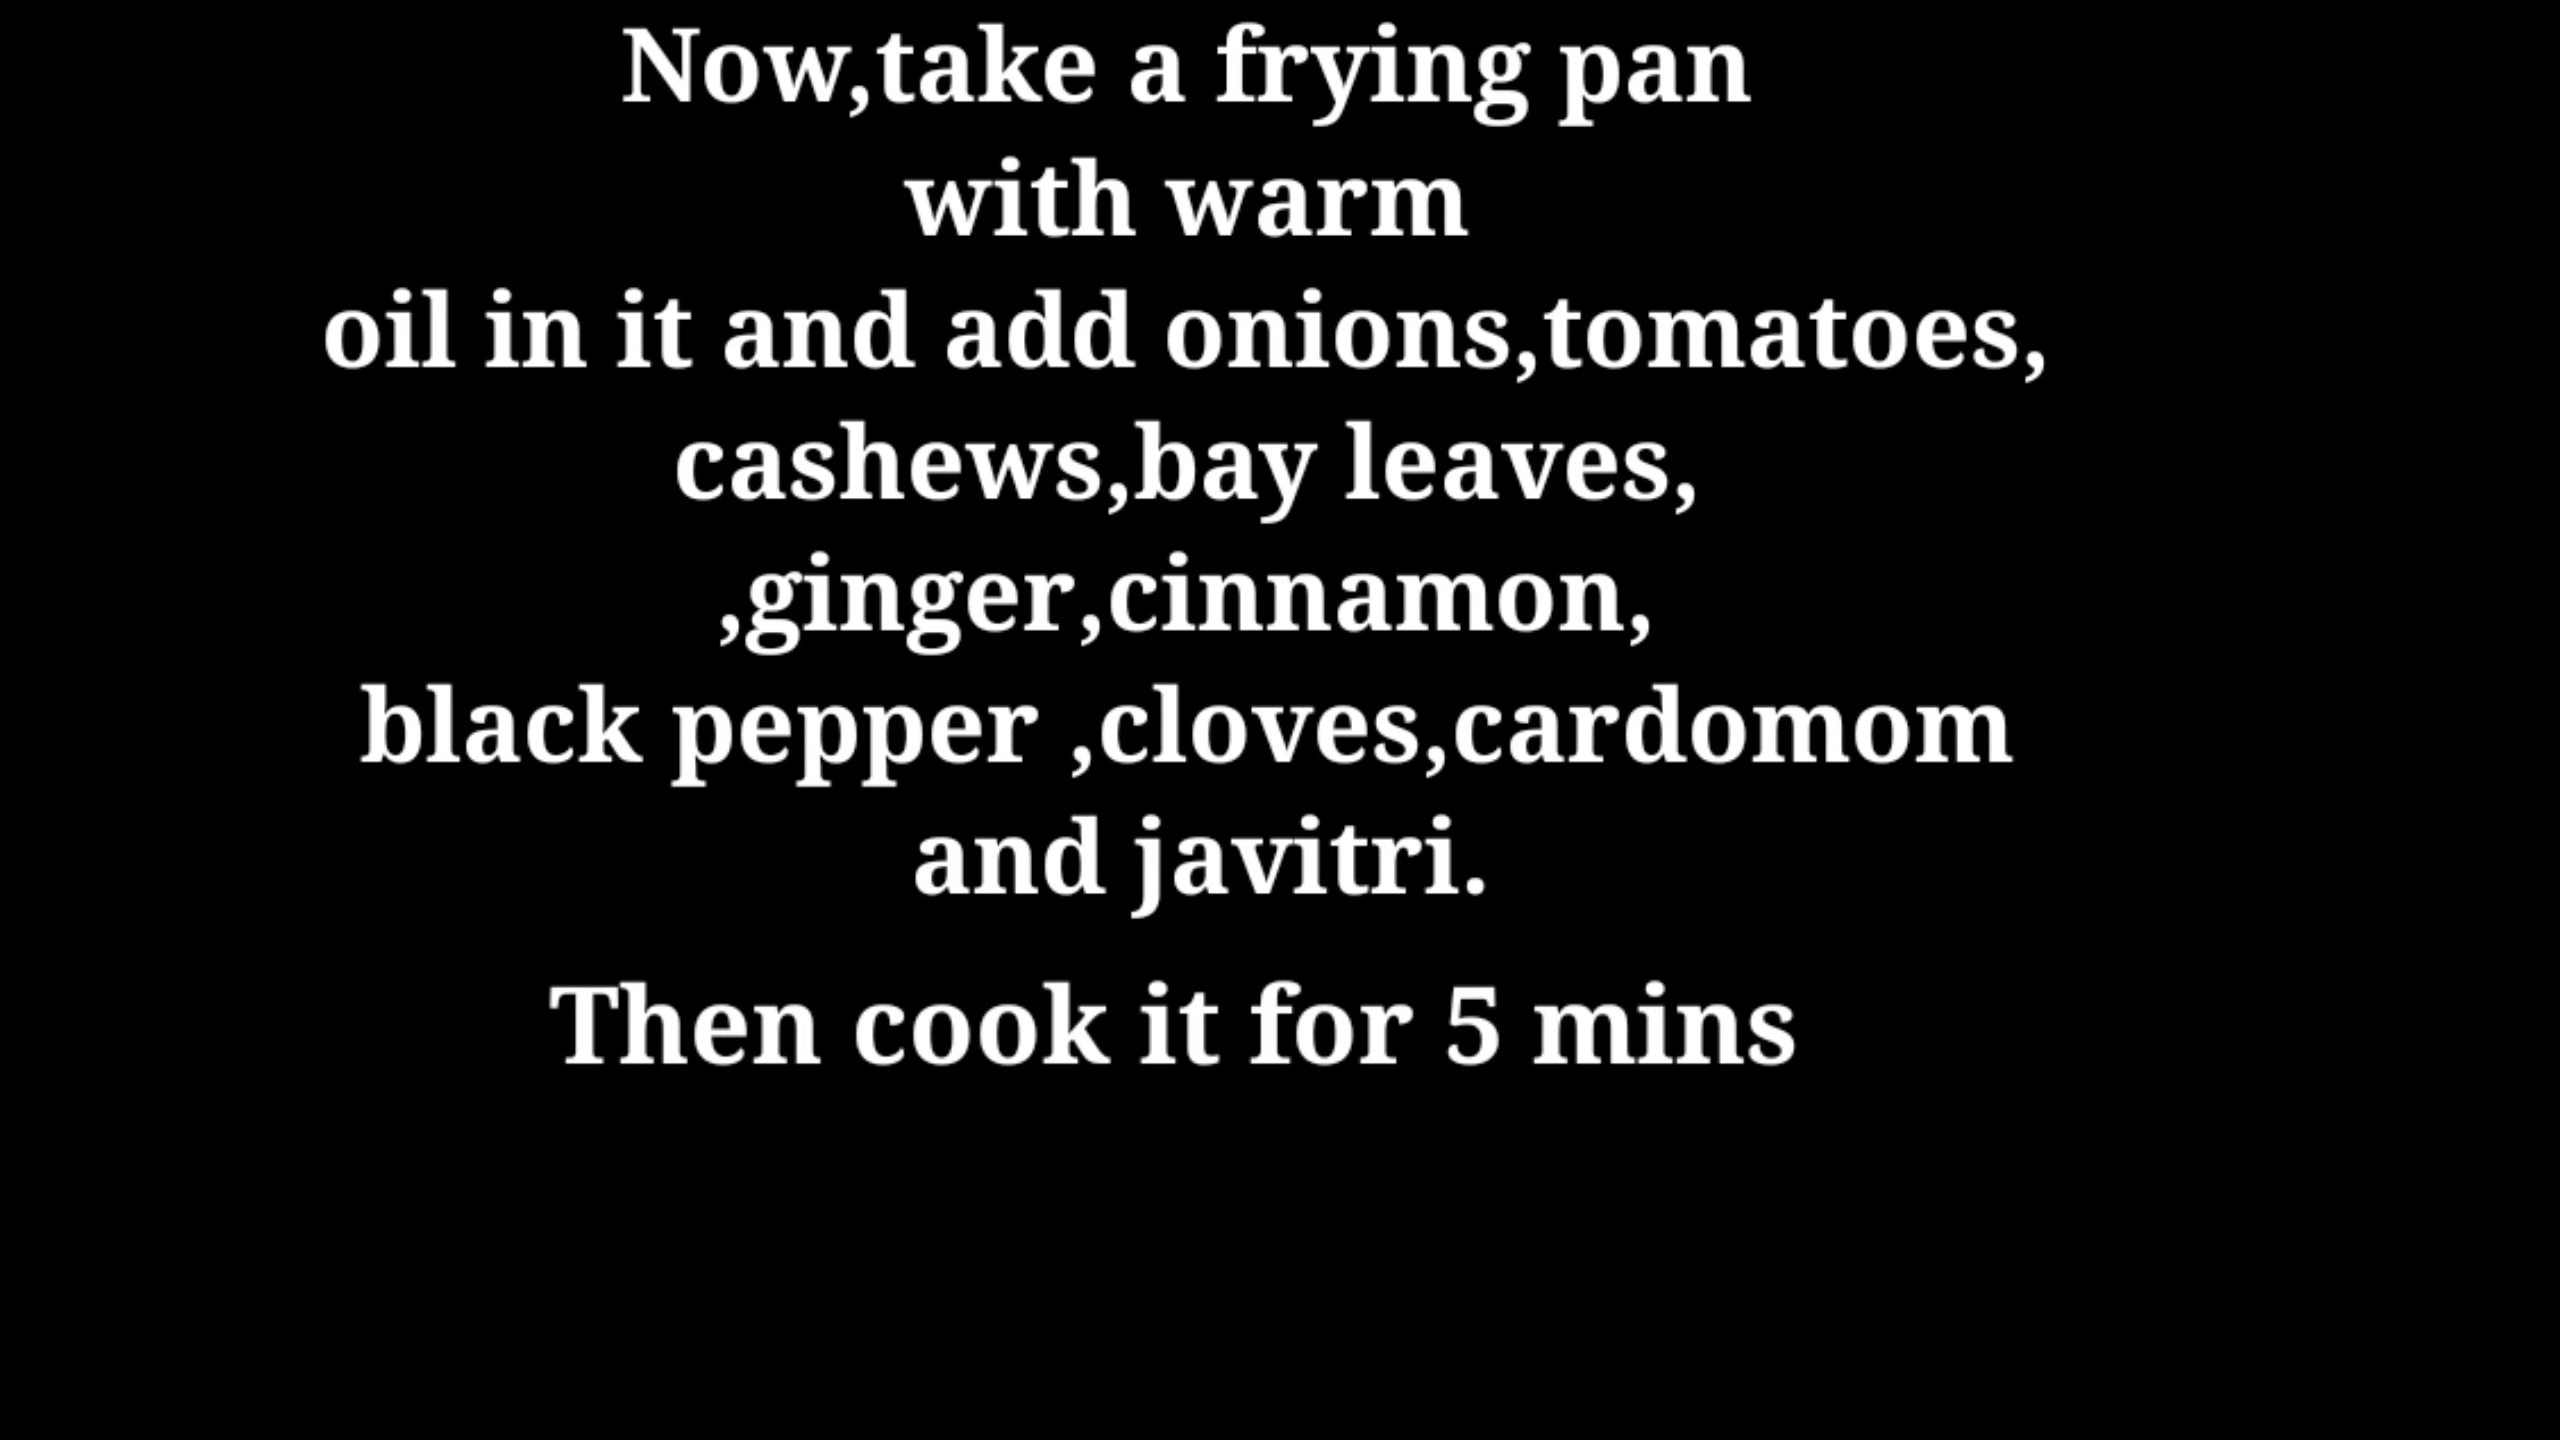 Now,take a frying pan
with warm
oil in it and add onions,tomatoes,
cashews,bay leaves,
,ginger,cinnamon,
black pepper ,cloves,cardomom
and javitri.
Then cook it for 5 mins